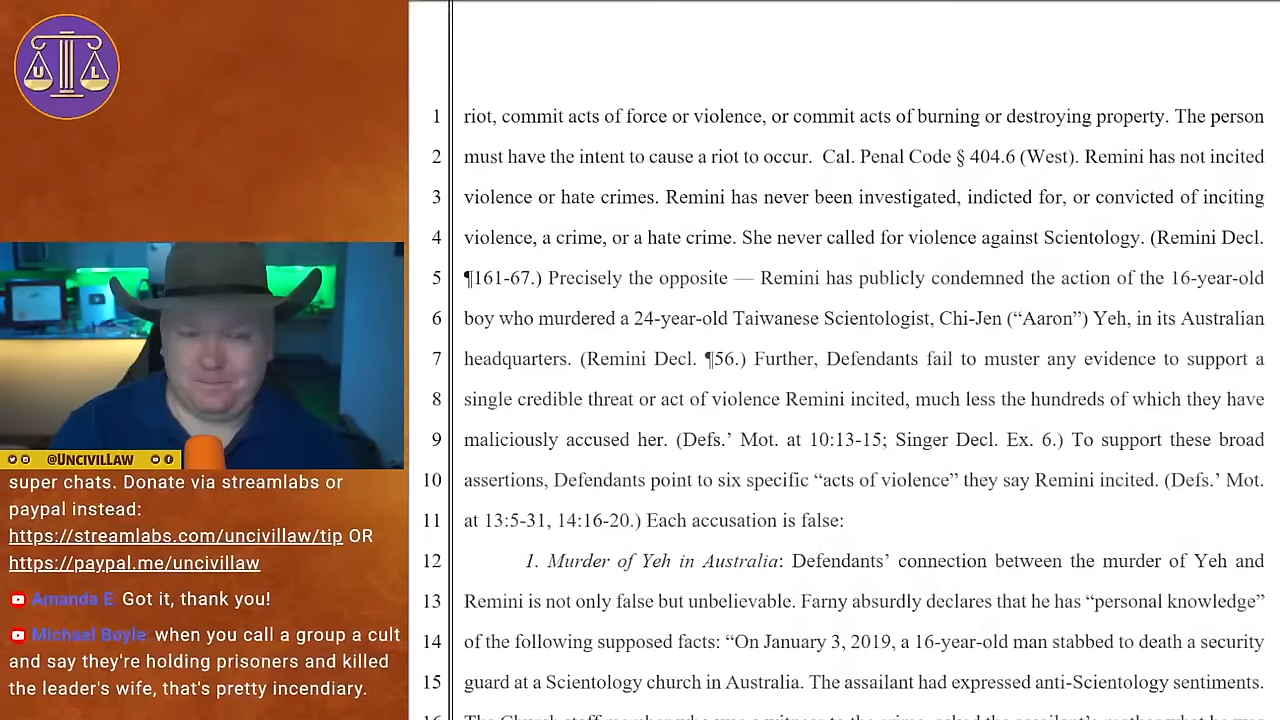 U L
@UNCIVILLAW
super chats. Donate via streamlabs or
paypal instead:
https://streamlabs.com/uncivillaw/tip OR
https://paypal.me/uncivillaw
Amanda E: Got it, thank you!
Michael Boyle: when you call a group a cult
and say they're holding prisoners and killed
the leader's wife, that's pretty incendiary.
1 riot, commit acts of force or violence, or commit acts of burning or destroying property. The person
2 must have the intent to cause a riot to occur. Cal. Penal Code § 404.6 (West). Remini has not incited
3 violence or hate crimes. Remini has never been investigated, indicted for, or convicted of inciting
4 violence, a crime, or a hate crime. She never called for violence against Scientology. (Remini Decl.
5 ¶161-67.) Precisely the opposite — Remini has publicly condemned the action of the 16-year-old
6 boy who murdered a 24-year-old Taiwanese Scientologist, Chi-Jen (“Aaron”) Yeh, in its Australian
7 headquarters. (Remini Decl. ¶56.) Further, Defendants fail to muster any evidence to support a
8 single credible threat or act of violence Remini incited, much less the hundreds of which they have
9 maliciously accused her. (Defs.’ Mot. at 10:13-15; Singer Decl. Ex. 6.) To support these broad
10 assertions, Defendants point to six specific “acts of violence” they say Remini incited. (Defs.’ Mot.
11 at 13:5-31, 14:16-20.) Each accusation is false:
12 1. Murder of Yeh in Australia: Defendants’ connection between the murder of Yeh and
13 Remini is not only false but unbelievable. Farny absurdly declares that he has “personal knowledge”
14 of the following supposed facts: “On January 3, 2019, a 16-year-old man stabbed to death a security
15 guard at a Scientology church in Australia. The assailant had expressed anti-Scientology sentiments.